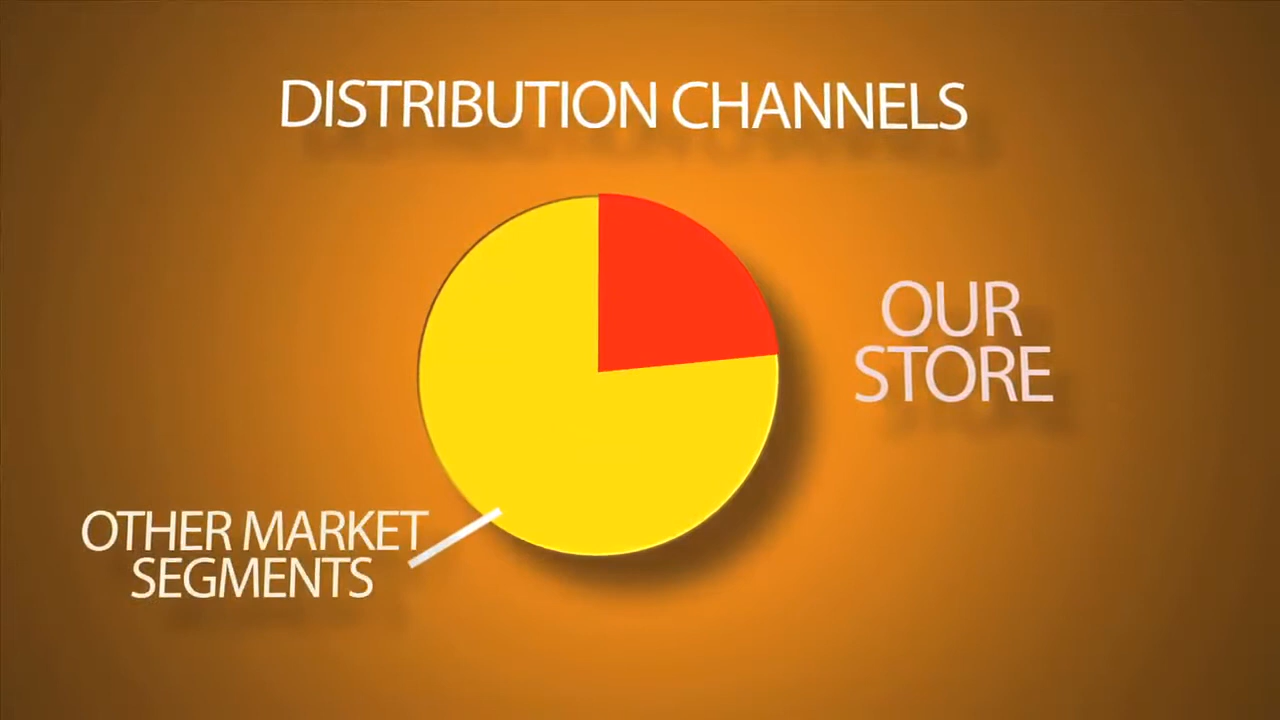 DISTRIBUTION CHANNELS
OUR
STORE
OTHER MARKET
SEGMENTS